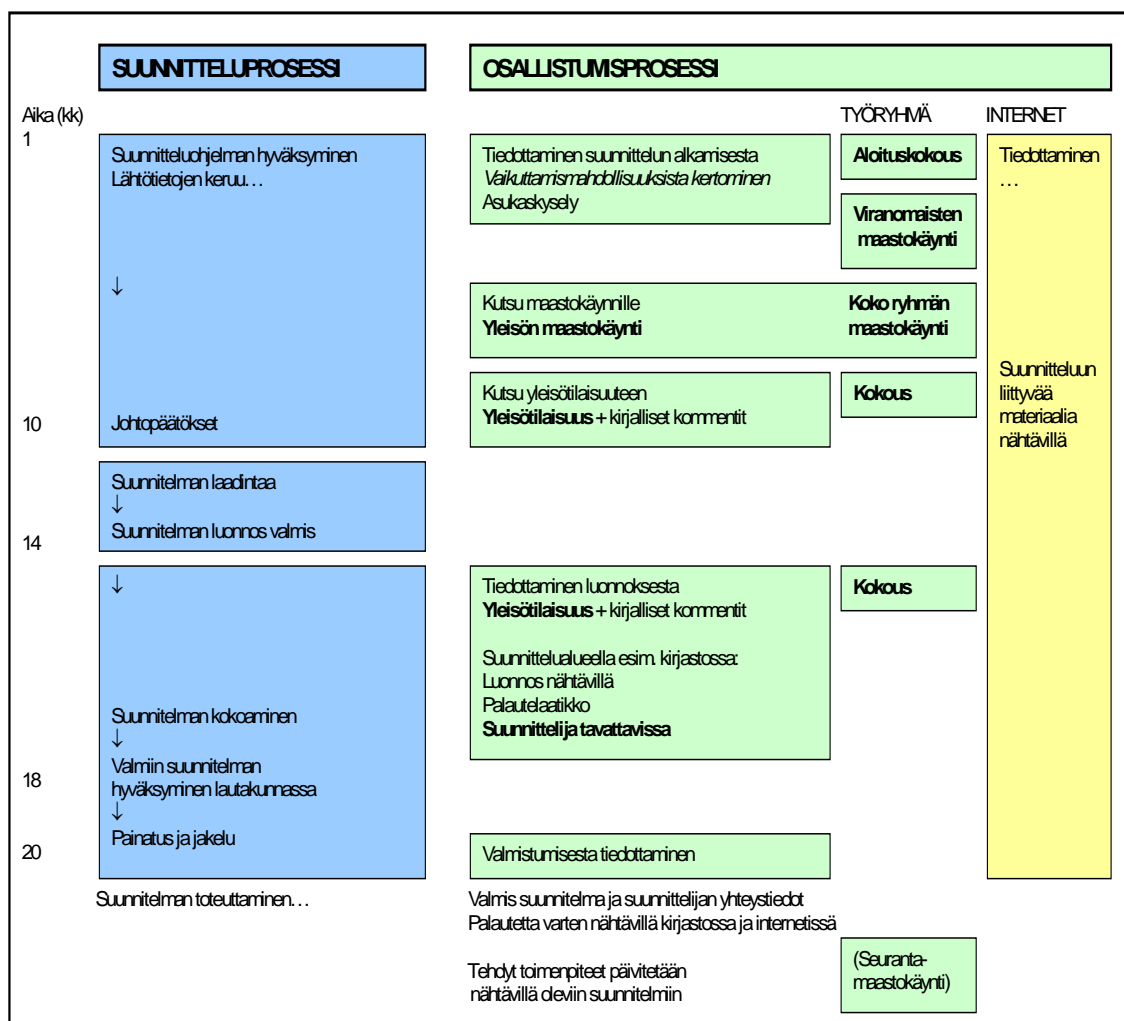 SUUNNITTELUPROSESSI
OSALLISTUMISPROSESSI
Aika (kk)
TYÖRYHMÄ
INTERNET
1
Suunnitteluohjelman hyväksyminen
Lähtötietojen keruu…
↓
10
Johtopäätökset
Suunnitelman laadintaa
↓
Suunnitelman luonnos valmis
14
↓
Suunnitelman kokoaminen
↓
Valmiin suunnitelman
18
hyväksyminen lautakunnassa
↓
Painatus ja jakelu
20
Suunnitelman toteuttaminen…
Tiedottaminen suunnittelun alkamisesta
Vaikuttamismahdollisuuksista kertominen
Asukaskysely
Aloituskokous
Viranomaisten
maastokäynti
Kutsu maastokäynnille
Yleisön maastokäynti
Koko ryhmän
maastokäynti
Kutsu yleisötilaisuuteen
Yleisötilaisuus + kirjalliset kommentit
Kokous
Tiedottaminen luonnoksesta
Yleisötilaisuus + kirjalliset kommentit
Suunnittelualueella esim. kirjastossa:
Luonnos nähtävillä
Palautelaatikko
Suunnittelija tavattavissa
Kokous
Valmistumisesta tiedottaminen
Valmis suunnitelma ja suunnittelijan yhteystiedot
Palautetta varten nähtävillä kirjastossa ja internetissä
Tehdyt toimenpiteet päivitetään
nähtävillä oleviin suunnitelmiin
(Seuranta-
maastokäynti)
Tiedottaminen
…
Suunnitteluun
liittyvää
materiaalia
nähtävillä